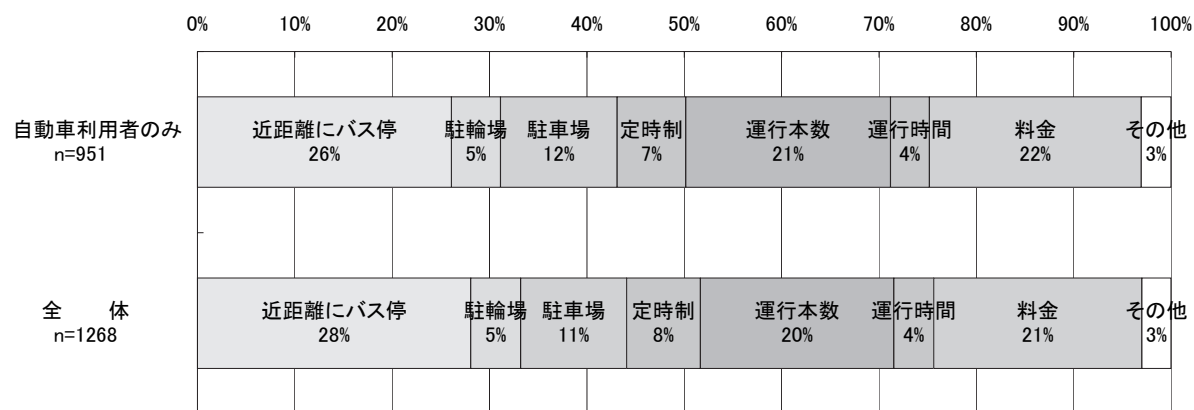 0% 10% 20% 30% 40% 50% 60% 70% 80% 90% 100%
自動車利用者のみ
n=951
近距離にバス停 駐輪場 駐車場 定時制 運行本数 運行時間 料金 その他
26% 5% 12% 7% 21% 4% 22% 3%
全 体
n=1268
近距離にバス停 駐輪場 駐車場 定時制 運行本数 運行時間 料金 その他
28% 5% 11% 8% 20% 4% 21% 3%